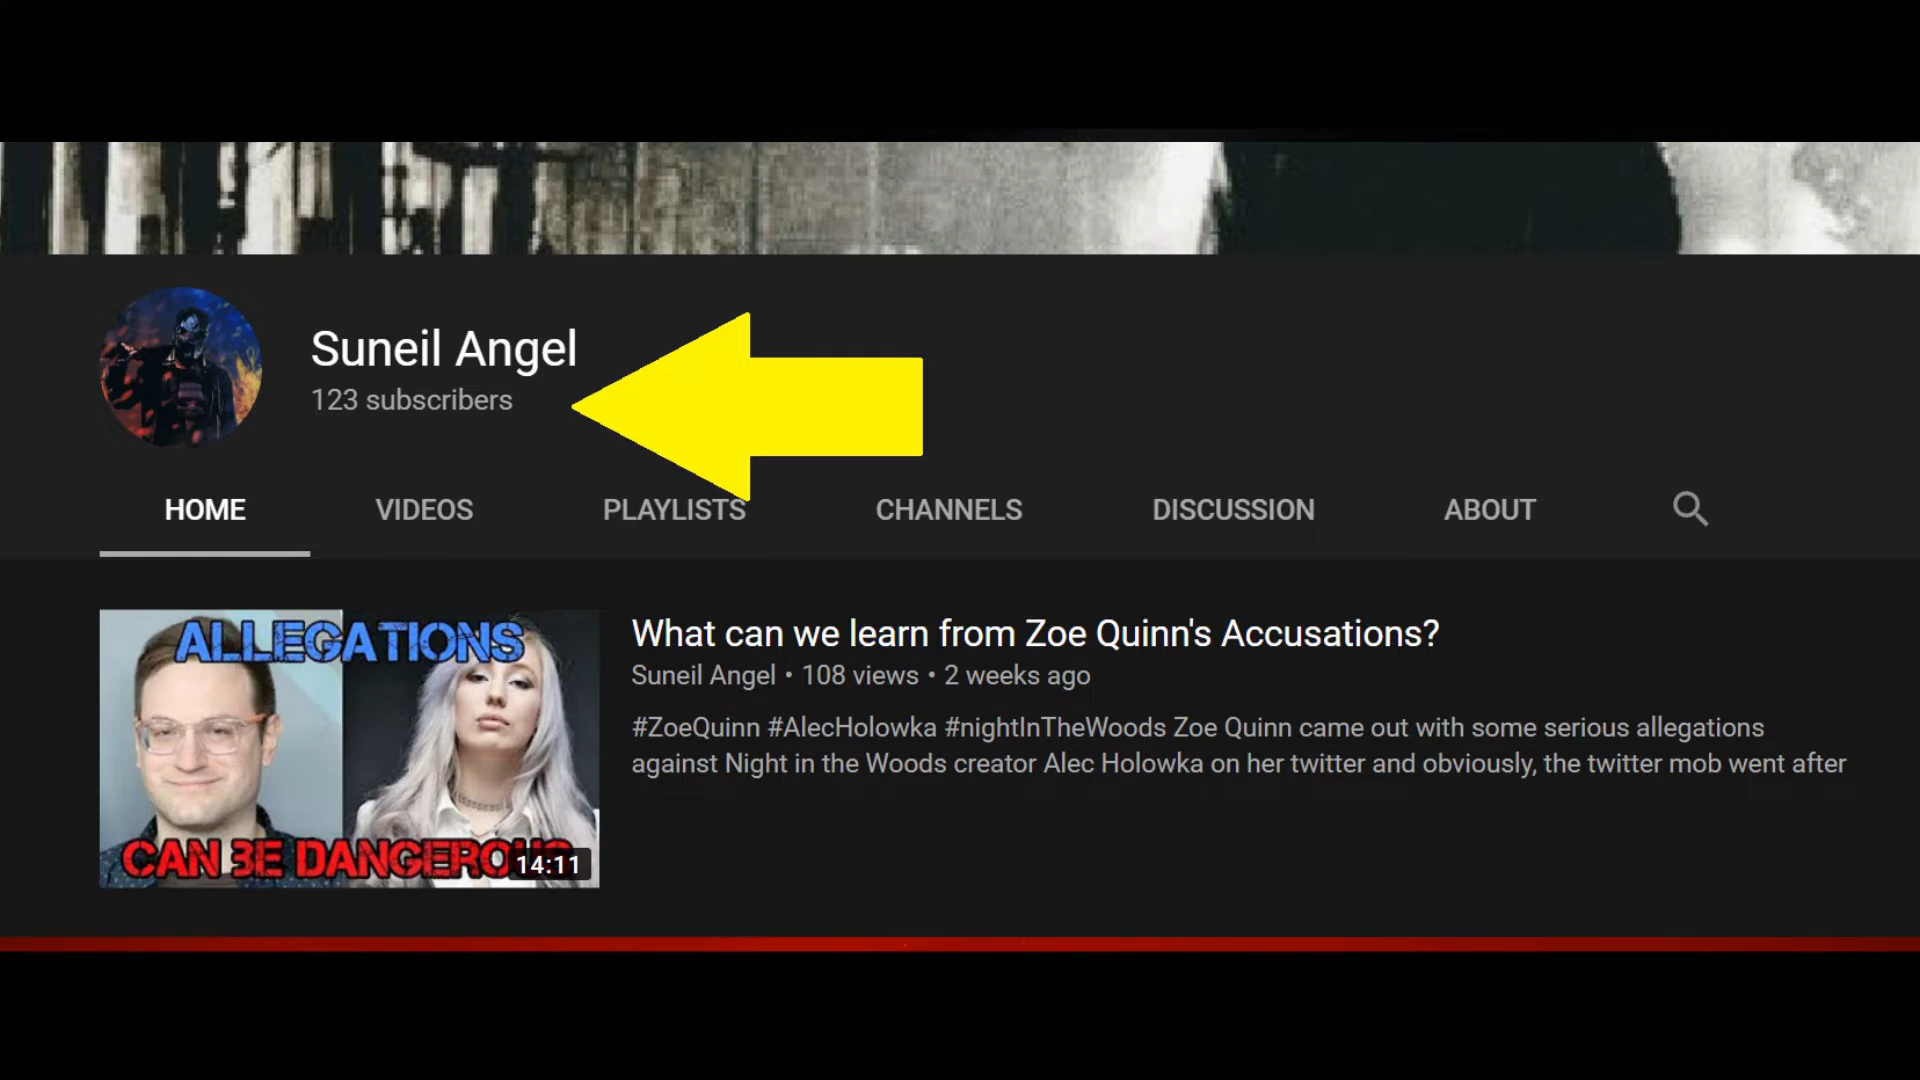 Suneil Angel
123 subscribers
HOME VIDEOS PLAYLISTS CHANNELS DISCUSSION ABOUT
ALLEGATIONS
CAN BE
14:11
What can we learn from Zoe Quinn's Accusations?
Suneil Angel • 108 views • 2 weeks ago
#ZoeQuinn #AlecHolowka #nightInTheWoods Zoe Quinn came out with some serious allegations
against Night in the Woods creator Alec Holowka on her twitter and obviously, the twitter mob went after